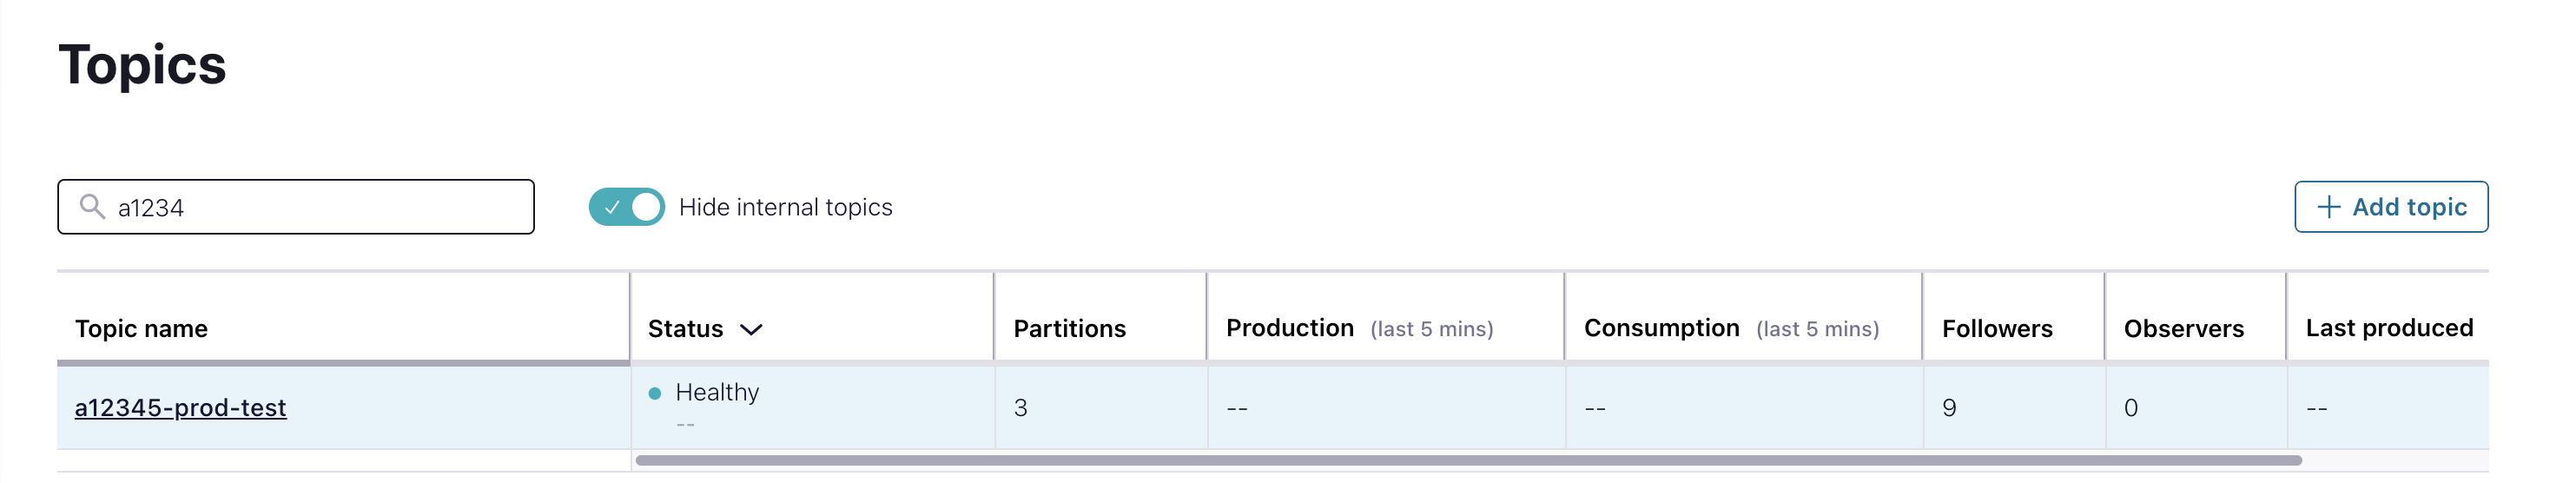 Topics
a1234
Hide internal topics
Add topic
Topic name
Status
Partitions
Production (last 5 mins)
Consumption (last 5 mins)
Followers
Observers
Last produced
a12345-prod-test
Healthy
--
3
--
--
9
0
--